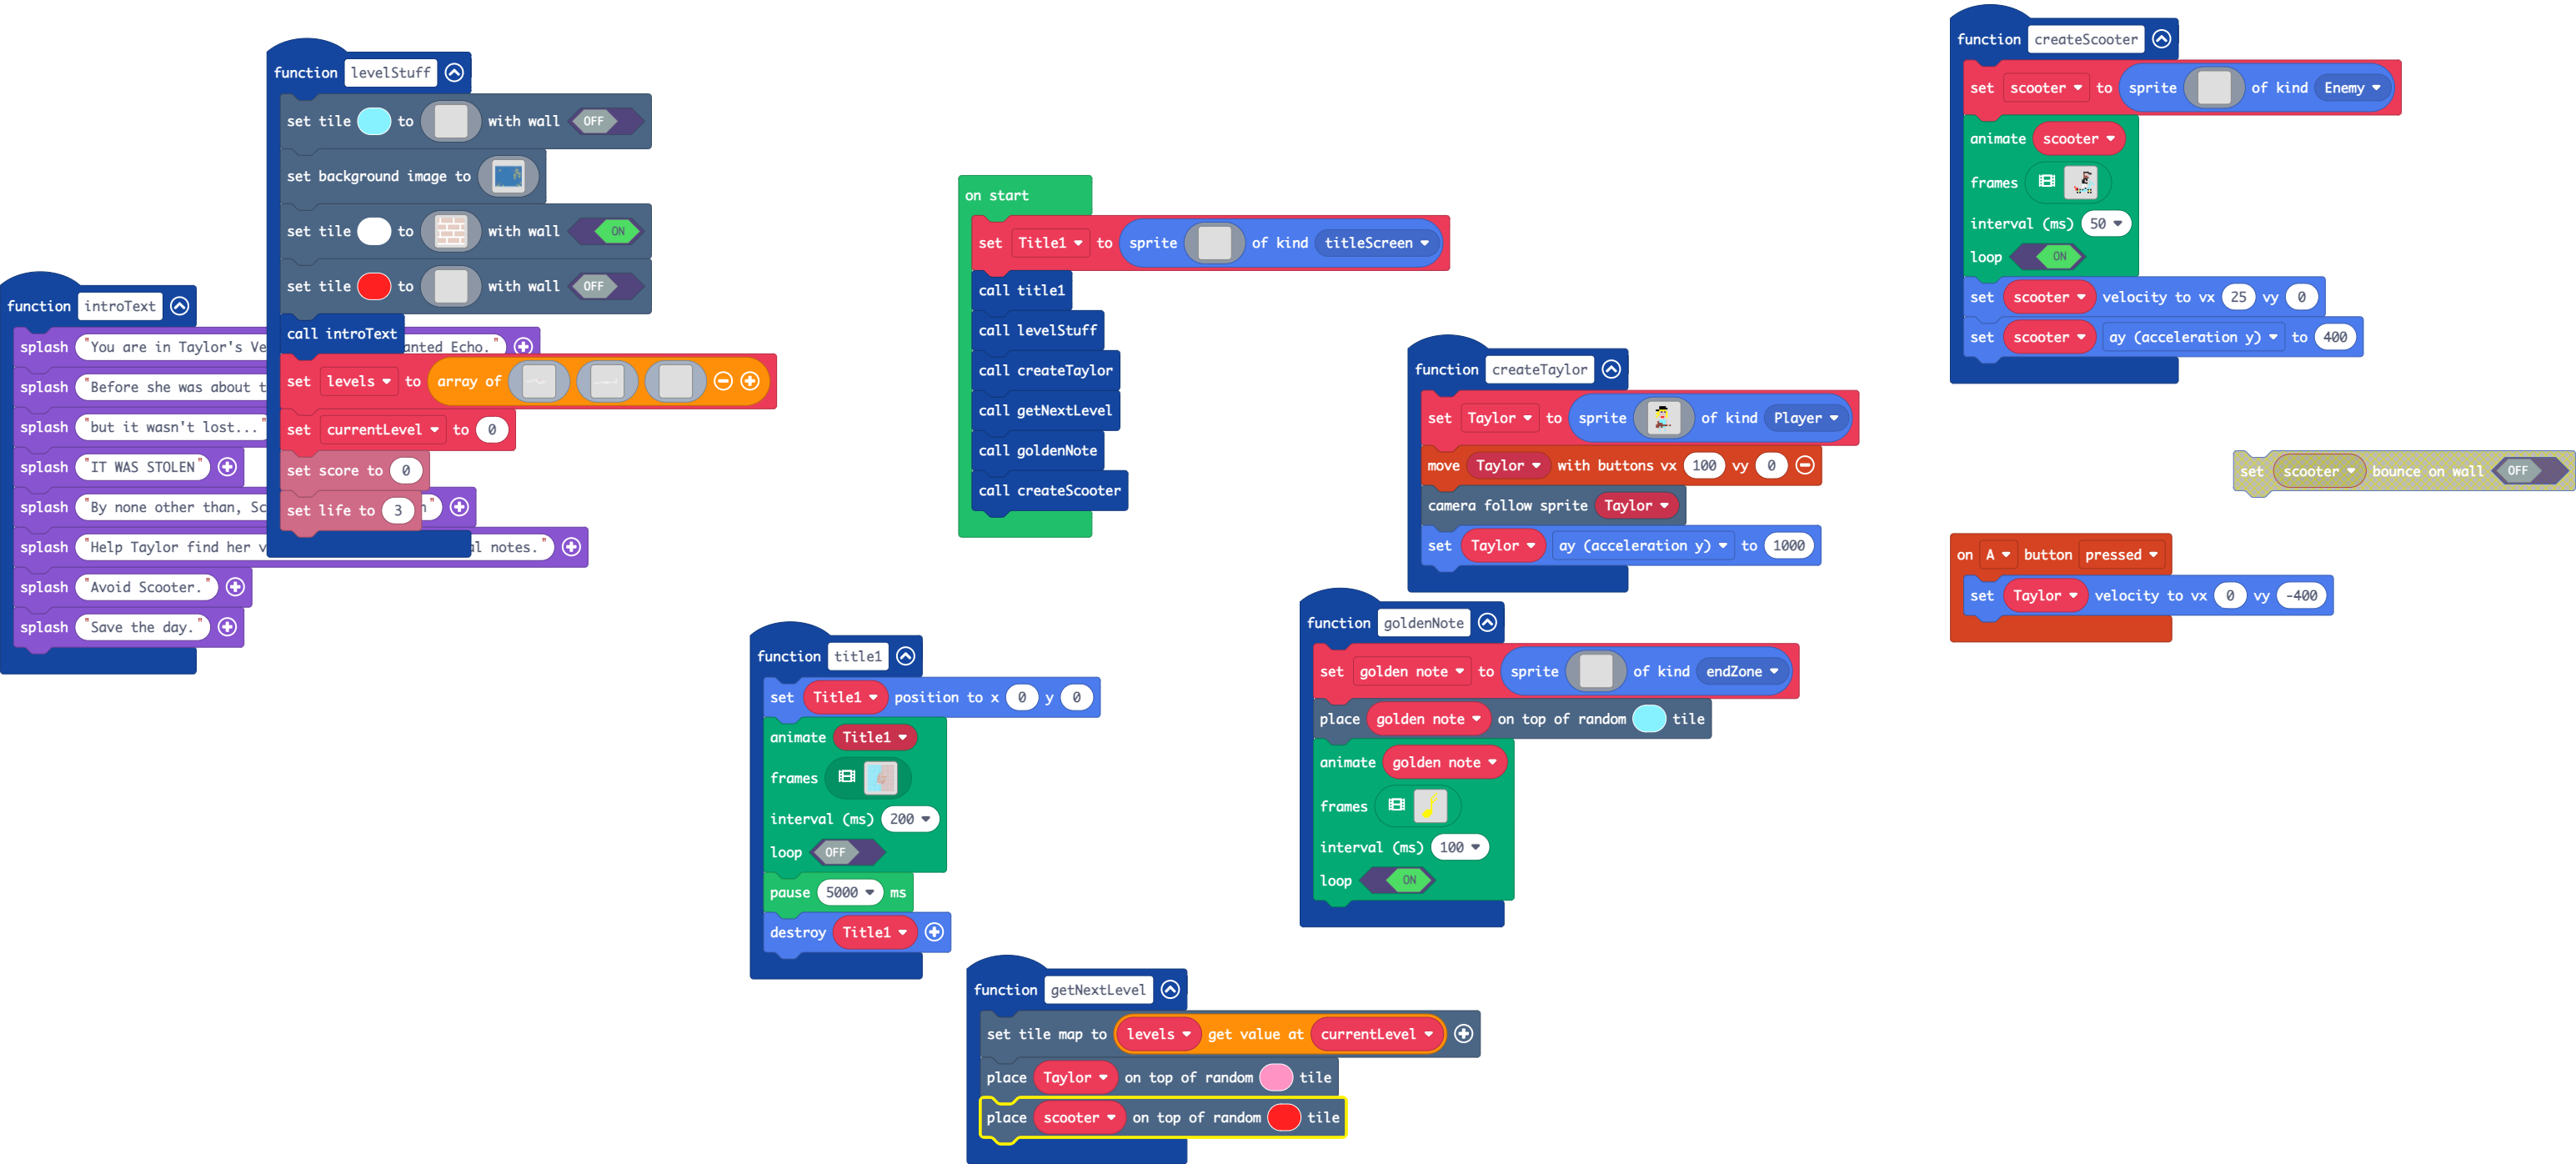 function levelStuff
set tile to with wall OFF
set background image to
set tile to with wall ON
set tile to with wall OFF
call introText
set levels to array of
set currentLevel to 0
set score to 0
set life to 3
function introText
splash "You are in Taylor's Ve anted Echo."
splash "Before she was about t
splash "but it wasn't lost..."
splash "IT WAS STOLEN"
splash "By none other than, Sc n"
splash "Help Taylor find her v al notes."
splash "Avoid Scooter."
splash "Save the day."
on start
set Title1 to sprite of kind titleScreen
call title1
call levelStuff
call createTaylor
call getNextLevel
call goldenNote
call createScooter
function title1
set Title1 position to x 0 y 0
animate Title1
frames
interval (ms) 200
loop OFF
pause 5000 ms
destroy Title1
function getNextLevel
set tile map to levels get value at currentLevel
place Taylor on top of random tile
place scooter on top of random tile
function createTaylor
set Taylor to sprite of kind Player
move Taylor with buttons vx 100 vy 0
camera follow sprite Taylor
set Taylor ay (acceleration y) to 1000
function goldenNote
set golden note to sprite of kind endZone
place golden note on top of random tile
animate golden note
frames
interval (ms) 100
loop ON
function createScooter
set scooter to sprite of kind Enemy
animate scooter
frames
interval (ms) 50
loop ON
set scooter velocity to vx 25 vy 0
set scooter ay (acceleration y) to 400
set scooter bounce on wall OFF
on A button pressed
set Taylor velocity to vx 0 vy -400